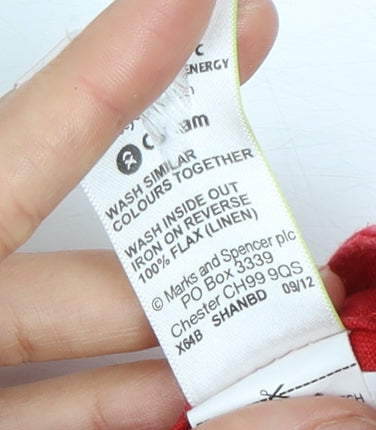 ENERGY
WASH SIMILAR
COLOURS TOGETHER
WASH INSIDE OUT
IRON ON REVERSE
100% FLAX (LINEN)
© Marks and Spencer plc
PO Box 3339
Chester CH99 9QS
X64B SHANBD 09/12